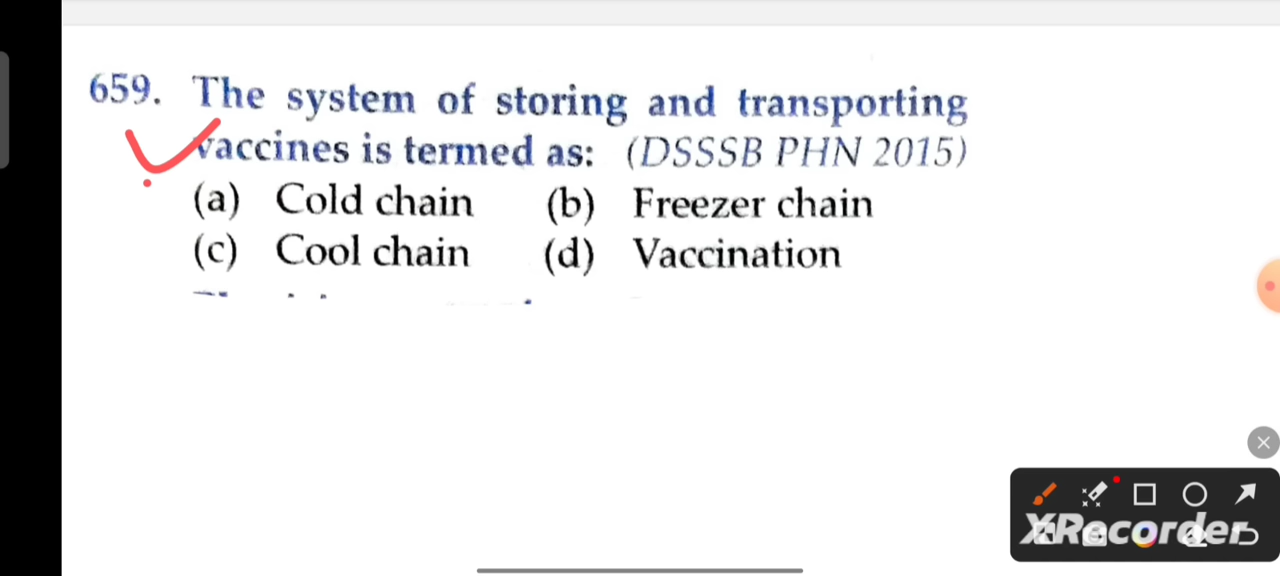 659. The system of storing and transporting
vaccines is termed as: (DSSSB PHN 2015)
(a) Cold chain (b) Freezer chain
(c) Cool chain (d) Vaccination
XRecorder